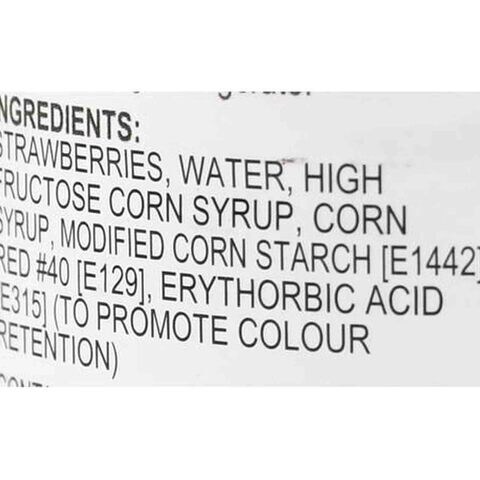 INGREDIENTS:
STRAWBERRIES, WATER, HIGH
FRUCTOSE CORN SYRUP, CORN
SYRUP, MODIFIED CORN STARCH [E1442]
RED #40 [E129], ERYTHORBIC ACID
[E315] (TO PROMOTE COLOUR
RETENTION)